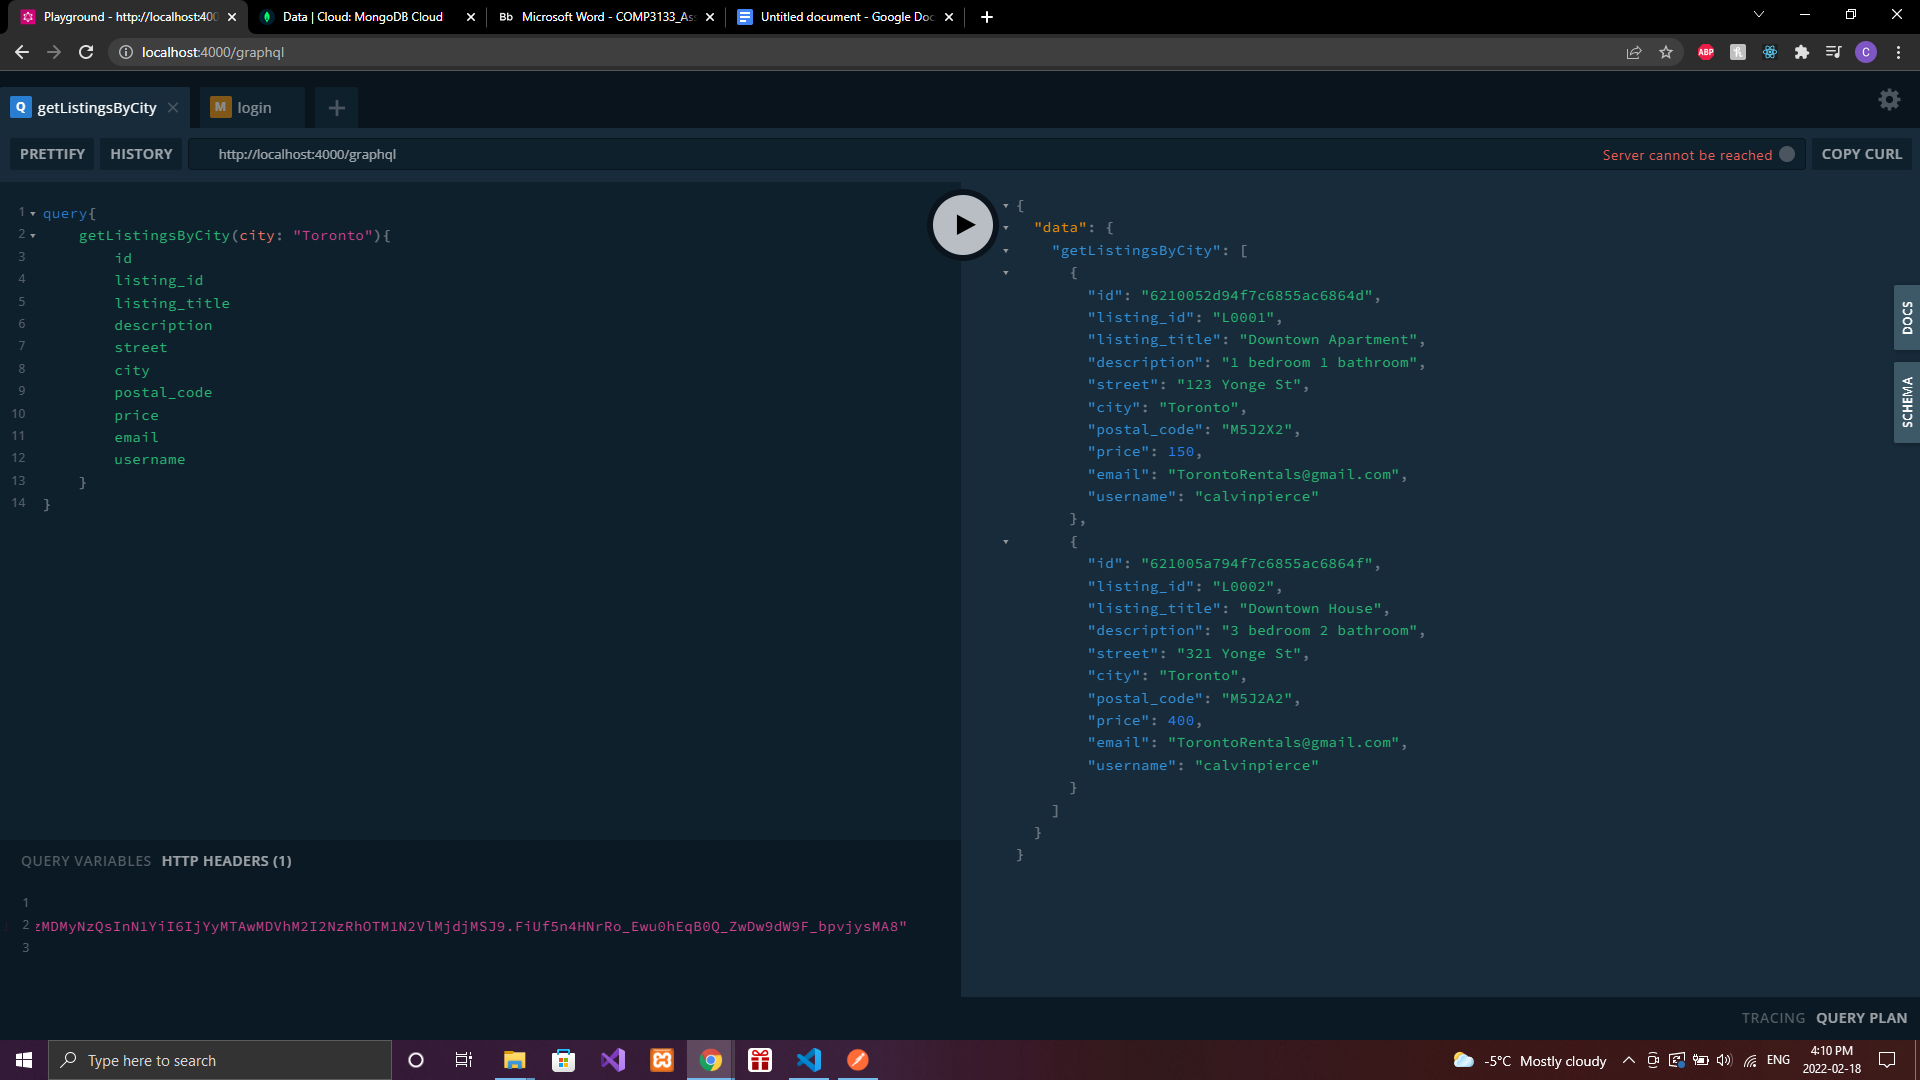 Playground - http://localhost:400
Data | Cloud: MongoDB Cloud
Bb Microsoft Word - COMP3133_Ass
Untitled document - Google Doc
localhost:4000/graphql
ABP
C
Q getListingsByCity
M login
PRETTIFY HISTORY http://localhost:4000/graphql Server cannot be reached COPY CURL
1 query{
2 getListingsByCity(city: "Toronto"){
3 id
4 listing_id
5 listing_title
6 description
7 street
8 city
9 postal_code
10 price
11 email
12 username
13 }
14 }
{
"data": {
"getListingsByCity": [
{
"id": "6210052d94f7c6855ac6864d",
"listing_id": "L0001",
"listing_title": "Downtown Apartment",
"description": "1 bedroom 1 bathroom",
"street": "123 Yonge St",
"city": "Toronto",
"postal_code": "M5J2X2",
"price": 150,
"email": "TorontoRentals@gmail.com",
"username": "calvinpierce"
},
{
"id": "621005a794f7c6855ac6864f",
"listing_id": "L0002",
"listing_title": "Downtown House",
"description": "3 bedroom 2 bathroom",
"street": "321 Yonge St",
"city": "Toronto",
"postal_code": "M5J2A2",
"price": 400,
"email": "TorontoRentals@gmail.com",
"username": "calvinpierce"
}
]
}
}
DOCS
SCHEMA
QUERY VARIABLES HTTP HEADERS (1)
1
2 zMDMyNzQsInN1YiI6IjYyMTAwMDVhM2I2NzRhOTM1N2VlMjdjMSJ9.FiUf5n4HNrRo_Ewu0hEqB0Q_ZwDw9dW9F_bpvjysMA8"
3
TRACING QUERY PLAN
Type here to search
-5°C Mostly cloudy
ENG
4:10 PM
2022-02-18